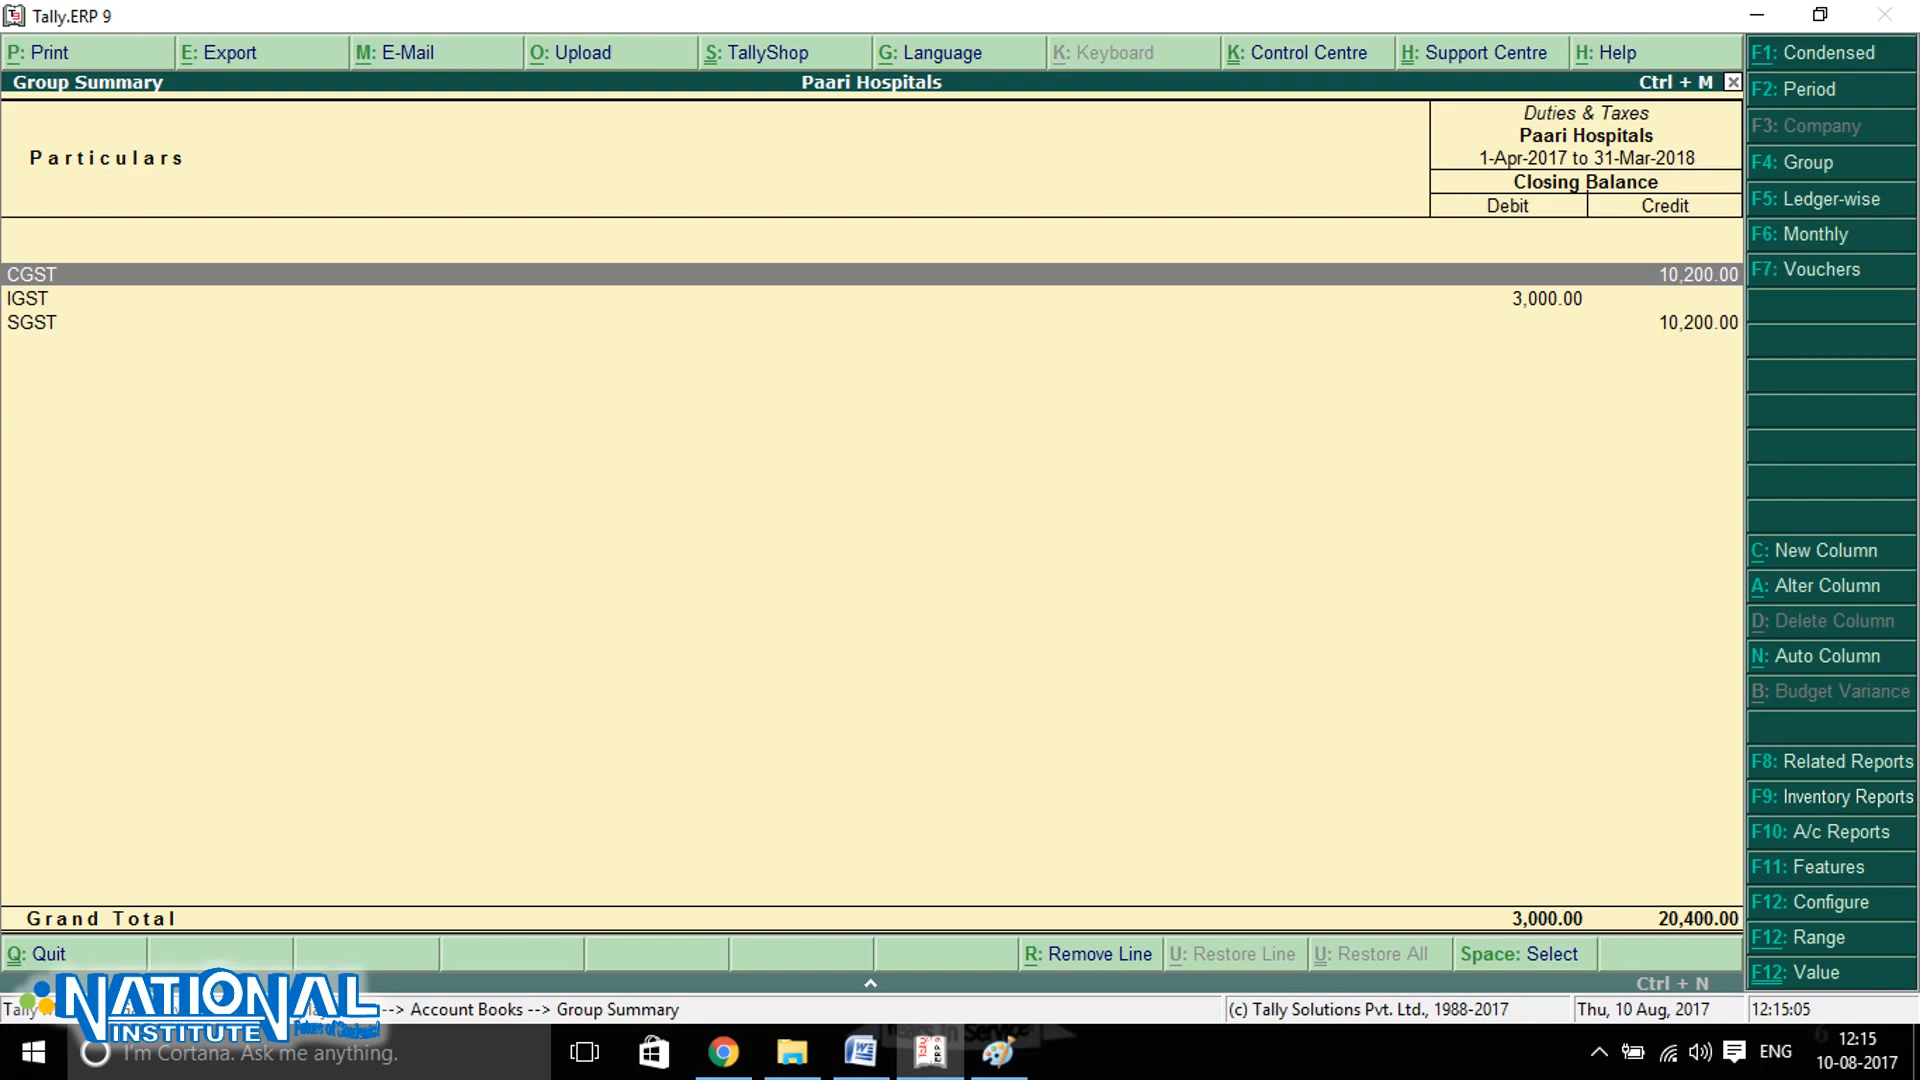 Tally.ERP 9
P: Print E: Export M: E-Mail O: Upload S: TallyShop G: Language K: Keyboard K: Control Centre H: Support Centre H: Help
Group Summary Paari Hospitals Ctrl + M
Particulars
Duties & Taxes
Paari Hospitals
1-Apr-2017 to 31-Mar-2018
Closing Balance
Debit Credit
CGST 10,200.00
IGST 3,000.00
SGST 10,200.00
Grand Total 3,000.00 20,400.00
F1: Condensed
F2: Period
F3: Company
F4: Group
F5: Ledger-wise
F6: Monthly
F7: Vouchers
C: New Column
A: Alter Column
D: Delete Column
N: Auto Column
B: Budget Variance
F8: Related Reports
F9: Inventory Reports
F10: A/c Reports
F11: Features
F12: Configure
F12: Range
F12: Value
Q: Quit R: Remove Line U: Restore Line U: Restore All Space: Select
Ctrl + N
NATIONAL
INSTITUTE
--> Account Books --> Group Summary (c) Tally Solutions Pvt. Ltd., 1988-2017 Thu, 10 Aug, 2017 12:15:05
I'm Cortana. Ask me anything.
ENG
12:15
10-08-2017